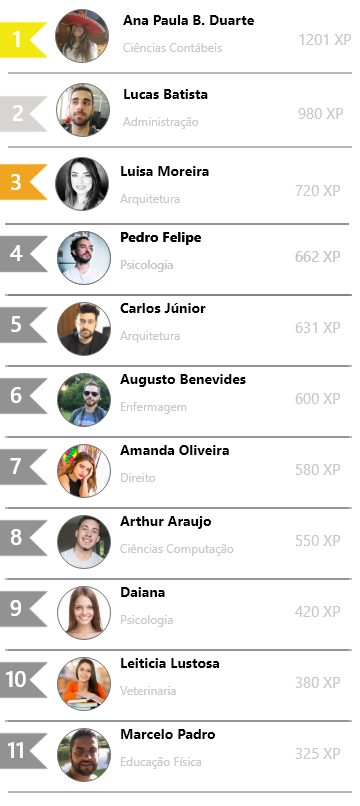 1
Ana Paula B. Duarte
Ciências Contábeis
1201 XP
2
Lucas Batista
Administração
980 XP
3
Luisa Moreira
Arquitetura
720 XP
4
Pedro Felipe
Psicologia
662 XP
5
Carlos Júnior
Arquitetura
631 XP
6
Augusto Benevides
Enfermagem
600 XP
7
Amanda Oliveira
Direito
580 XP
8
Arthur Araujo
Ciências Computação
550 XP
9
Daiana
Psicologia
420 XP
10
Leiticia Lustosa
Veterinaria
380 XP
11
Marcelo Padro
Educação Física
325 XP